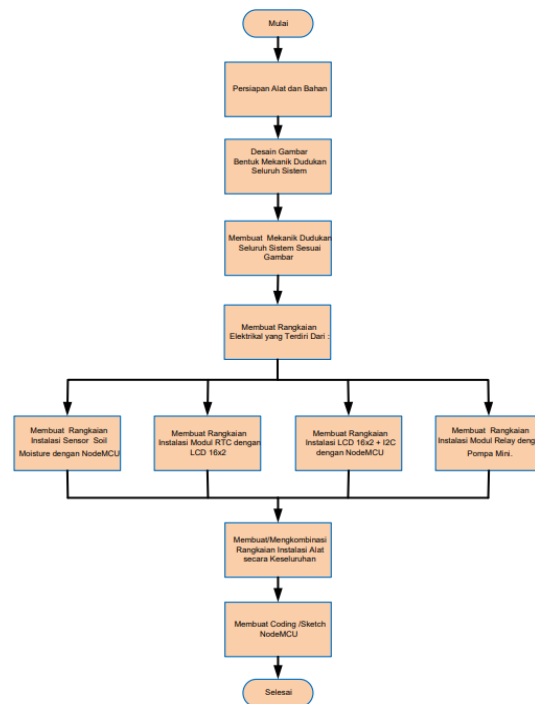 Mulai
Persiapan Alat dan Bahan
Desain Gambar
Bentuk Mekanik Dudukan
Seluruh Sistem
Membuat Mekanik Dudukan
Seluruh Sistem Sesuai
Gambar
Membuat Rangkaian
Elektrikal yang Terdiri Dari :
Membuat Rangkaian
Instalasi Sensor Soil
Moisture dengan NodeMCU
Membuat Rangkaian
Instalasi Modul RTC dengan
LCD 16x2
Membuat Rangkaian
Instalasi LCD 16x2 + I2C
dengan NodeMCU
Membuat Rangkaian
Instalasi Modul Relay deng
Pompa Mini.
Membuat/Mengkombinasi
Rangkaian Instalasi Alat
secara Keseluruhan
Membuat Coding /Sketch
NodeMCU
Selesai